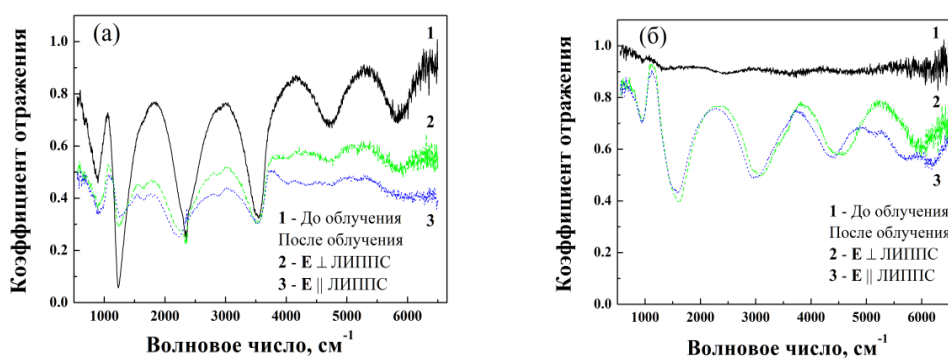 (а)
1
2
3
1.0
0.8
0.6
0.4
0.2
0.0
Коэффициент отражения
1 - До облучения
После облучения
2 - E ⊥ ЛИППС
3 - E || ЛИППС
1000 2000 3000 4000 5000 6000
Волновое число, см⁻¹
(б)
1
2
3
1.0
0.8
0.6
0.4
0.2
0.0
Коэффициент отражения
1 - До облучения
После облучения
2 - E ⊥ ЛИППС
3 - E || ЛИППС
1000 2000 3000 4000 5000 6000
Волновое число, см⁻¹